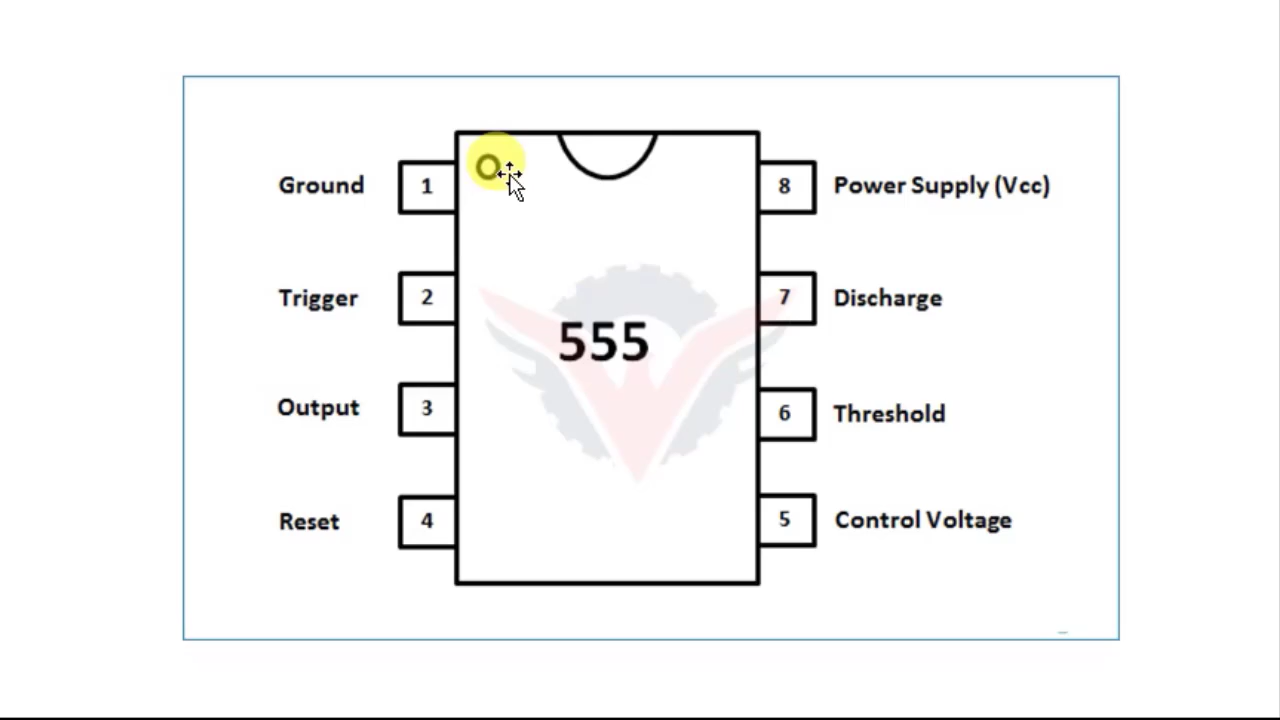 Ground 1 8 Power Supply (Vcc)
Trigger 2 7 Discharge
555
Output 3 6 Threshold
Reset 4 5 Control Voltage